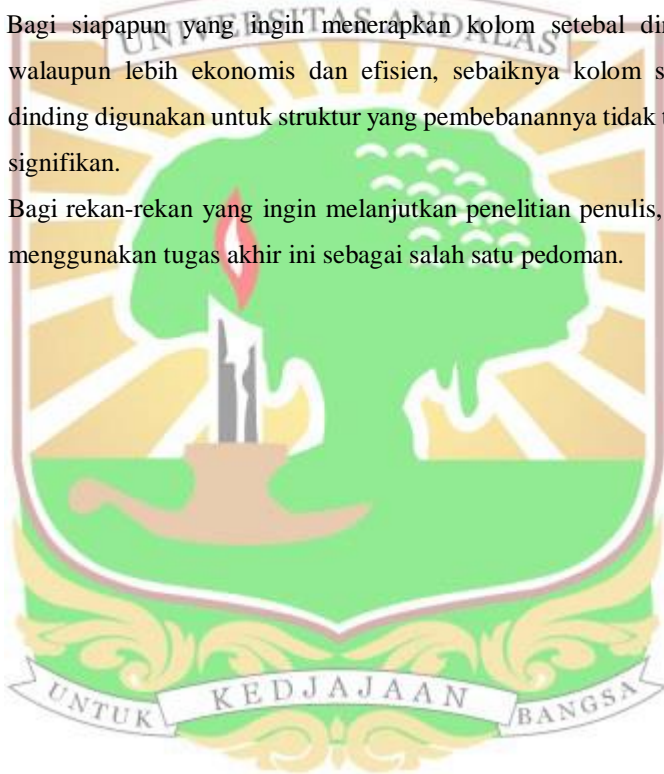 UNIVERSITAS ANDALAS
Bagi siapapun yang ingin menerapkan kolom setebal
walaupun lebih ekonomis dan efisien, sebaiknya kolom
dinding digunakan untuk struktur yang pembebanannya tidak
signifikan.
Bagi rekan-rekan yang ingin melanjutkan penelitian penulis,
menggunakan tugas akhir ini sebagai salah satu pedoman.
UNTUK KEDJAJAAN BANGSA